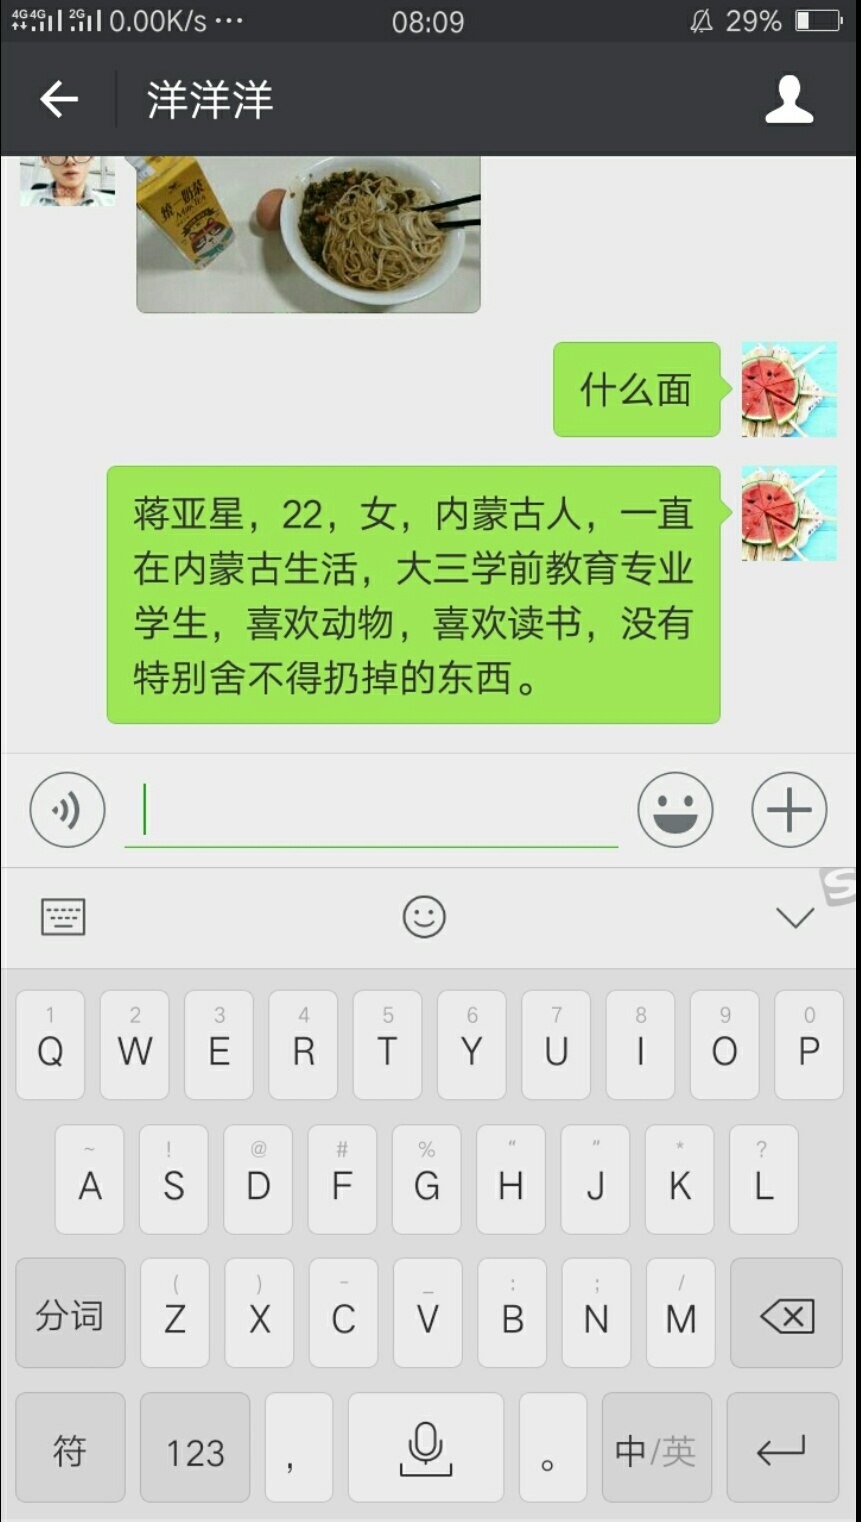 4G 4G 2G 0.00K/s ··· 08:09 29%
洋洋洋
统一奶茶
什么面
蒋亚星，22，女，内蒙古人，一直
在内蒙古生活，大三学前教育专业
学生，喜欢动物，喜欢读书，没有
特别舍不得扔掉的东西。
S
1 2 3 4 5 6 7 8 9 0
Q W E R T Y U I O P
~ ! @ # % " " * ?
A S D F G H J K L
( ) - _ : ; /
分词 Z X C V B N M
符 123 ， 。 中/英